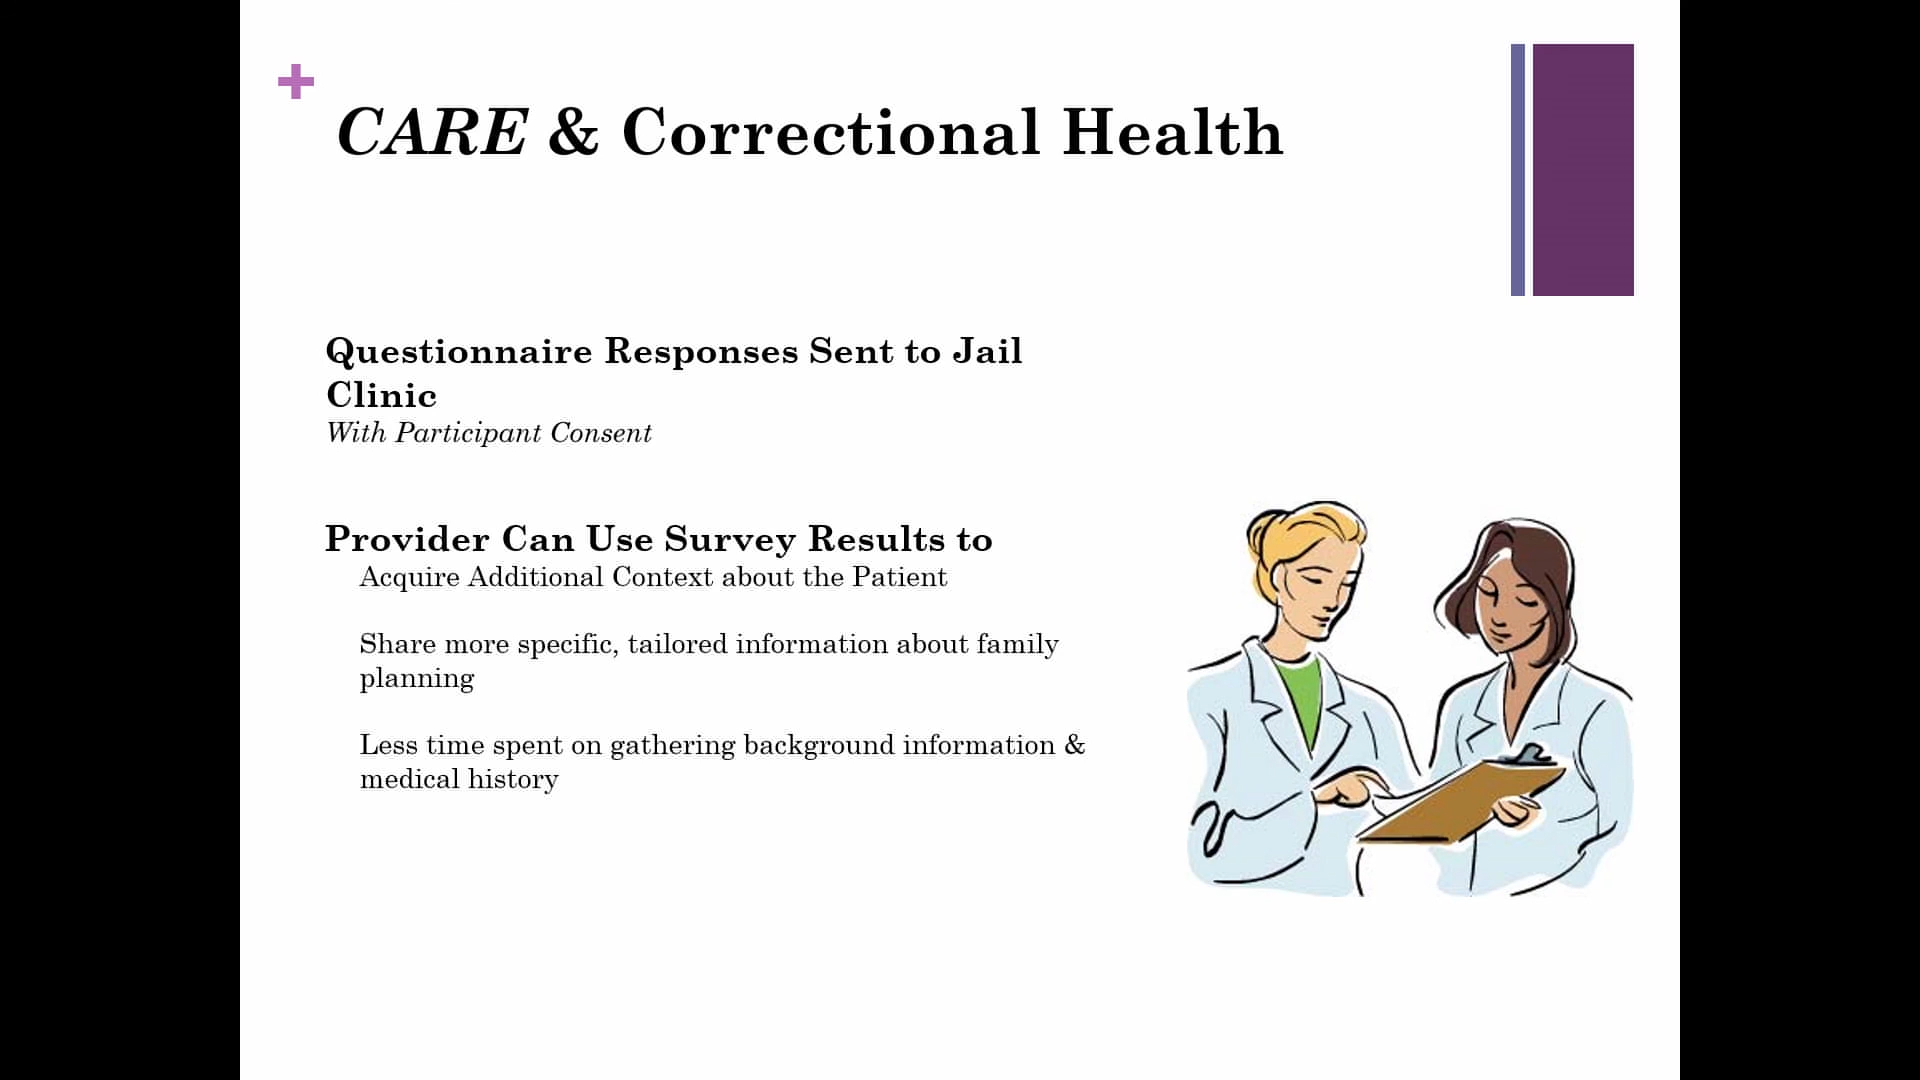 CARE & Correctional Health
Questionnaire Responses Sent to Jail
Clinic
With Participant Consent
Provider Can Use Survey Results to
Acquire Additional Context about the Patient
Share more specific, tailored information about family
planning
Less time spent on gathering background information &
medical history